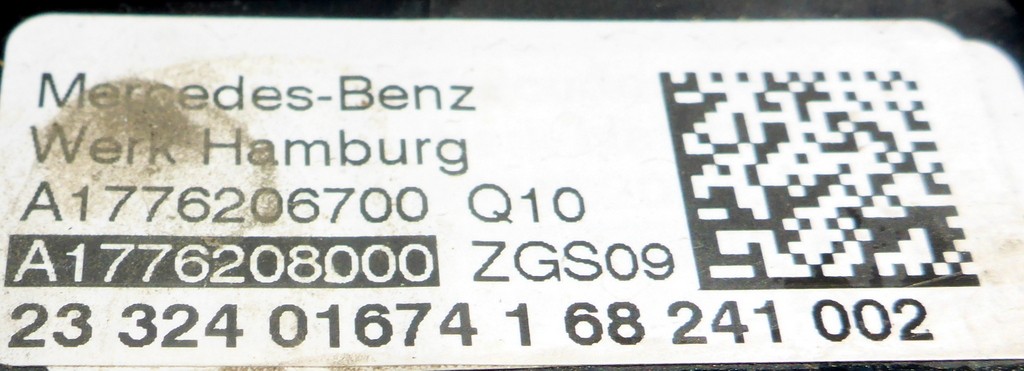 Mercedes-Benz
Werk Hamburg
A1776206700 Q10
A1776208000 ZGS09
23 324 01674 1 68 241 002